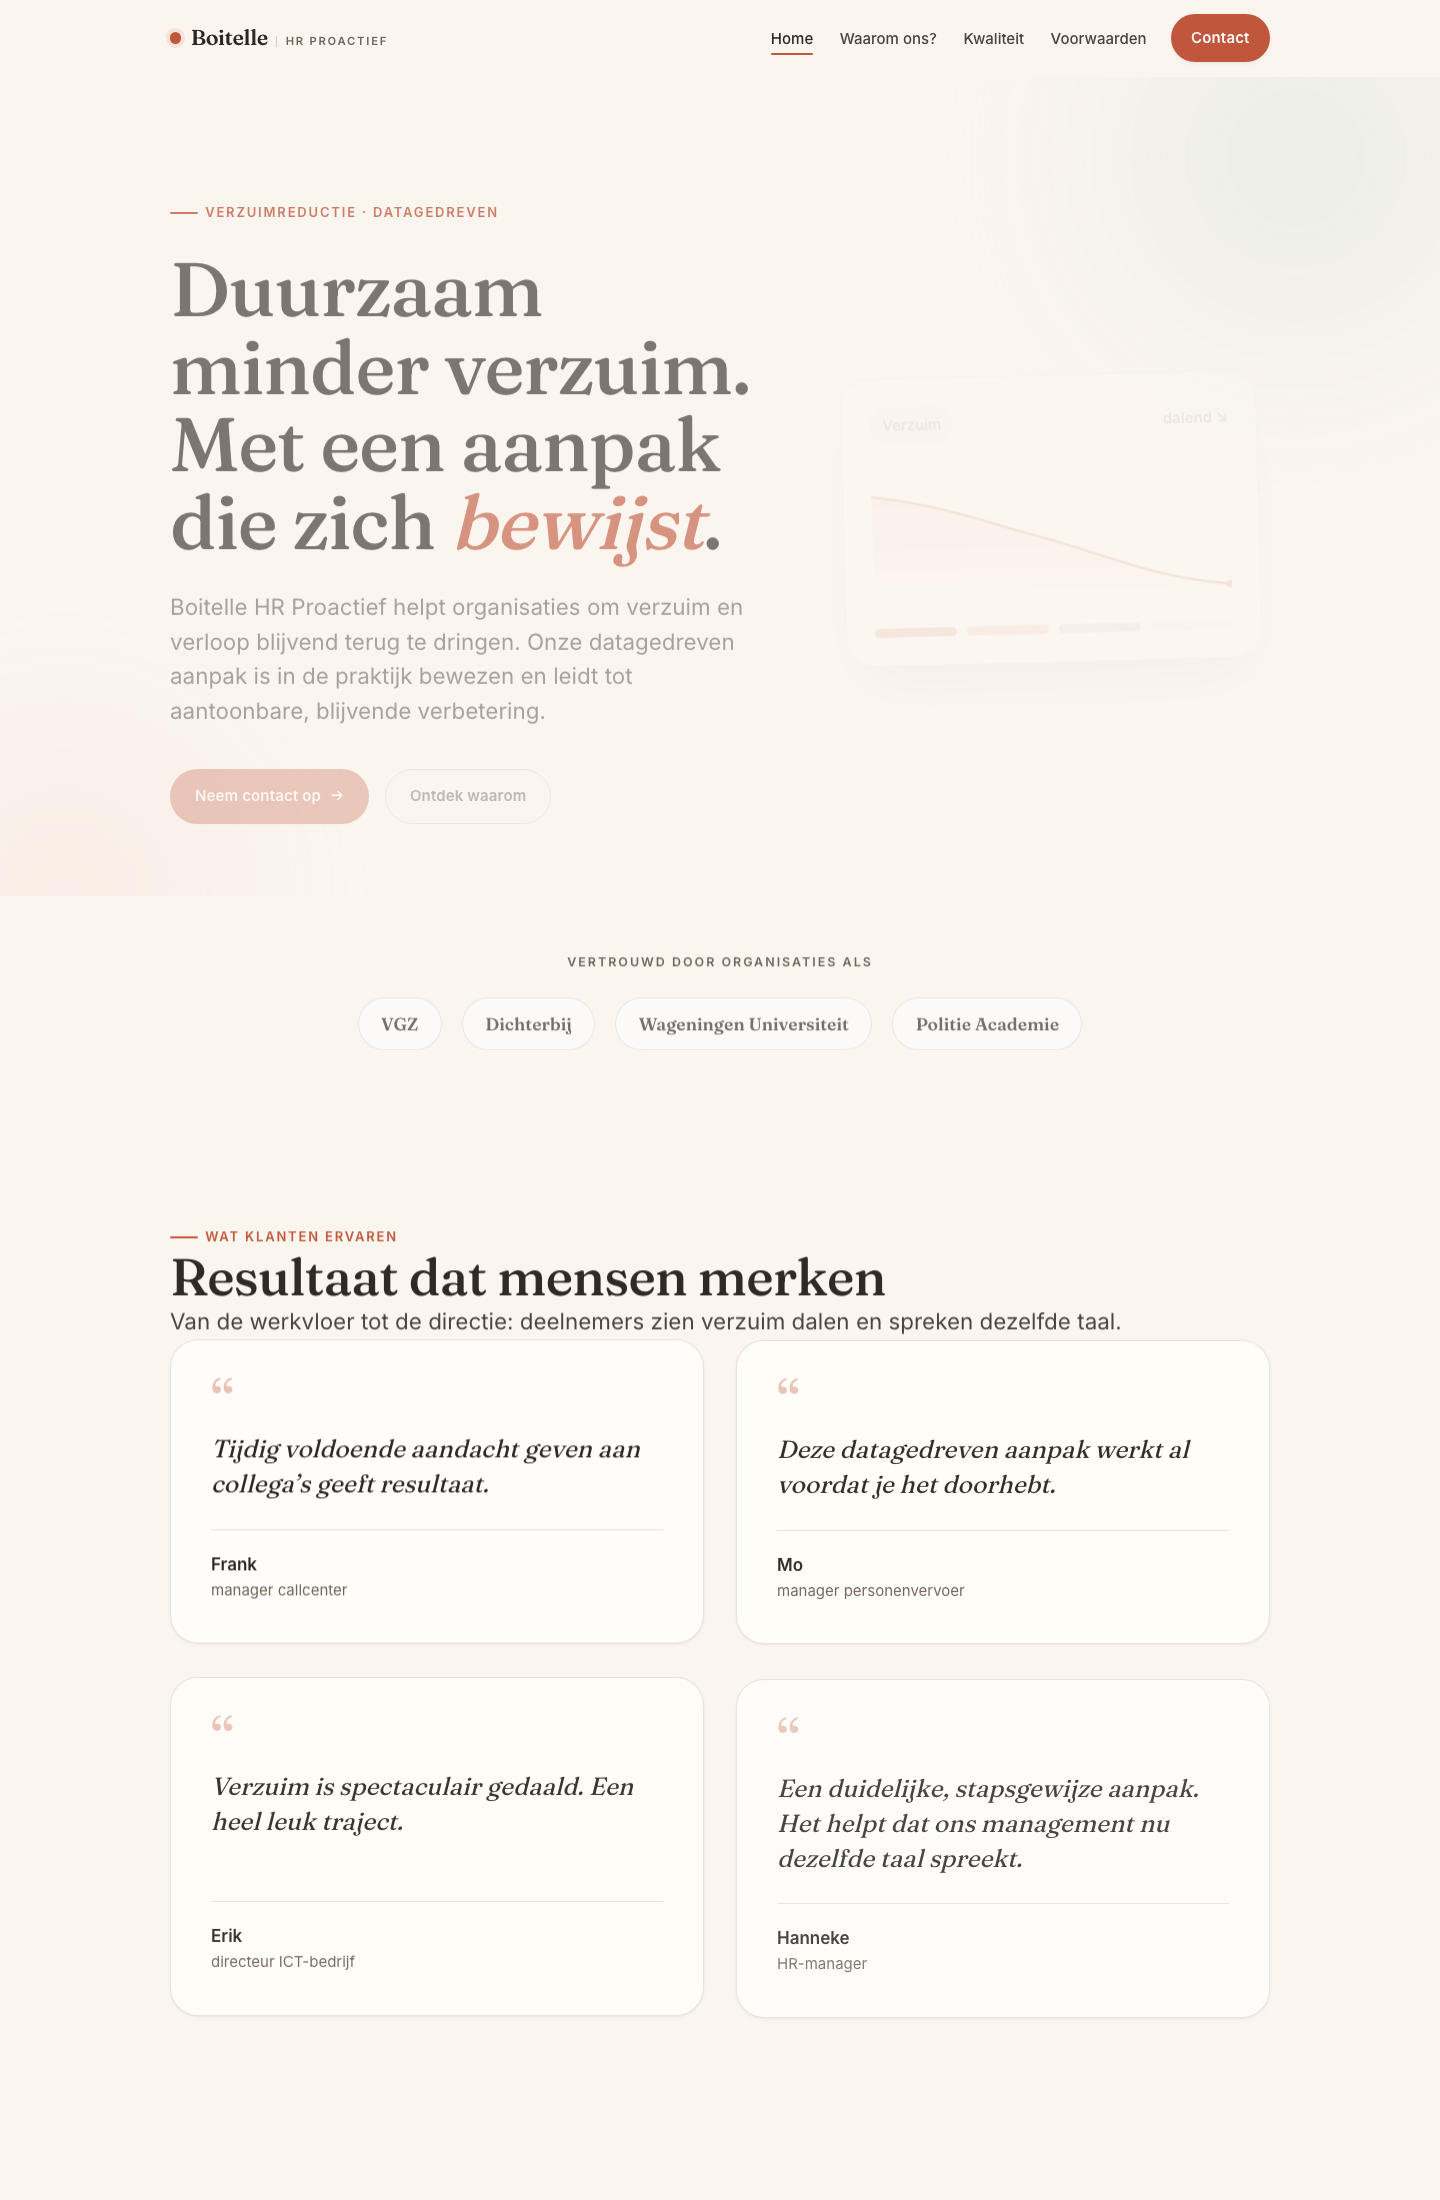 Boitelle | HR PROACTIEF
Home Waarom ons? Kwaliteit Voorwaarden Contact
VERZUIMREDUCTIE · DATAGEDREVEN
Duurzaam
minder verzuim.
Met een aanpak
die zich bewijst.
Boitelle HR Proactief helpt organisaties om verzuim en
verloop blijvend terug te dringen. Onze datagedreven
aanpak is in de praktijk bewezen en leidt tot
aantoonbare, blijvende verbetering.
Neem contact op →
Ontdek waarom
Verzuim
dalend ↘
VERTROUWD DOOR ORGANISATIES ALS
VGZ
Dichterbij
Wageningen Universiteit
Politie Academie
WAT KLANTEN ERVAREN
Resultaat dat mensen merken
Van de werkvloer tot de directie: deelnemers zien verzuim dalen en spreken dezelfde taal.
“
Tijdig voldoende aandacht geven aan
collega’s geeft resultaat.
Frank
manager callcenter
“
Deze datagedreven aanpak werkt al
voordat je het doorhebt.
Mo
manager personenvervoer
“
Verzuim is spectaculair gedaald. Een
heel leuk traject.
Erik
directeur ICT-bedrijf
“
Een duidelijke, stapsgewijze aanpak.
Het helpt dat ons management nu
dezelfde taal spreekt.
Hanneke
HR-manager